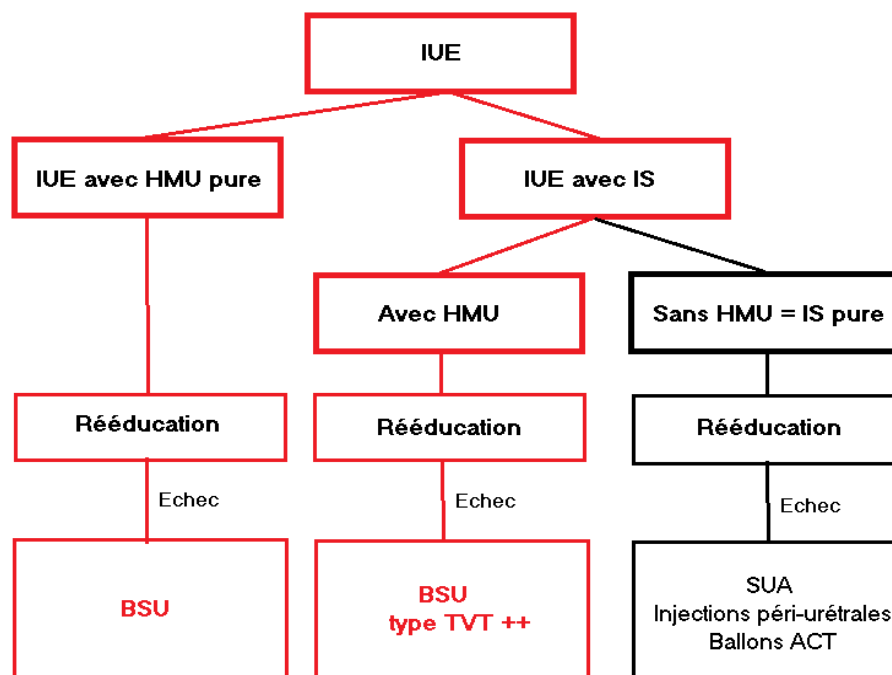 IUE
IUE avec HMU pure
IUE avec IS
Avec HMU
Sans HMU = IS pure
Rééducation
Rééducation
Rééducation
Echec
Echec
Echec
BSU
BSU
type TVT ++
SUA
Injections péri-urétrales
Ballons ACT